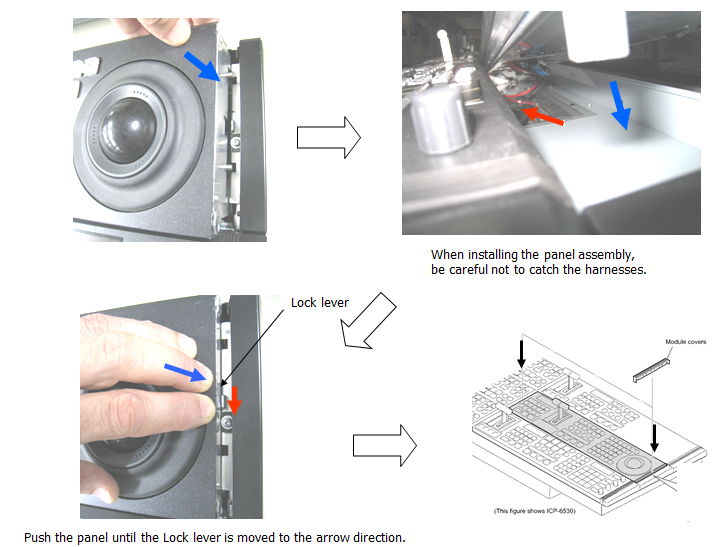 When installing the panel assembly,
be careful not to catch the harnesses.
Lock lever
Module covers
(This figure shows ICP-6530)
Push the panel until the Lock lever is moved to the arrow direction.